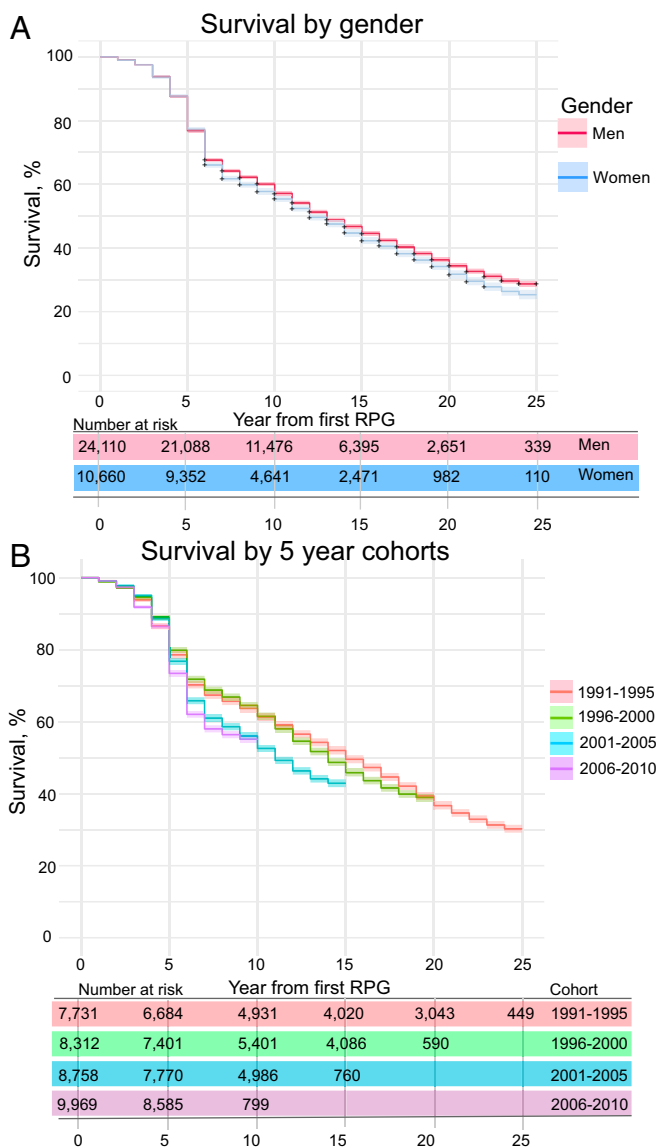 A
Survival by gender
100
80
60
40
20
0
Survival, %
Gender
Men
Women
0 5 10 15 20 25
Number at risk
Year from first RPG
24,110 21,088 11,476 6,395 2,651 339 Men
10,660 9,352 4,641 2,471 982 110 Women
0 5 10 15 20 25
B
Survival by 5 year cohorts
100
80
60
40
20
0
Survival, %
1991-1995
1996-2000
2001-2005
2006-2010
0 5 10 15 20 25
Number at risk Year from first RPG Cohort
7,731 6,684 4,931 4,020 3,043 449 1991-1995
8,312 7,401 5,401 4,086 590 1996-2000
8,758 7,770 4,986 760 2001-2005
9,969 8,585 799 2006-2010
0 5 10 15 20 25